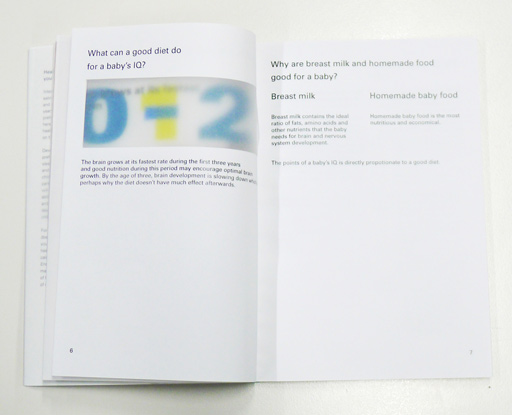 What can a good diet do
for a baby's IQ?
0 - 2
The brain grows at its fastest rate during the first three years
and good nutrition during this period may encourage optimal brain
growth. By the age of three, brain development is slowing down which
perhaps why the diet doesn't have much effect afterwards.
6
Why are breast milk and homemade food
good for a baby?
Breast milk
Breast milk contains the ideal
ratio of fats, amino acids and
other nutrients that the baby
needs for brain and nervous
system development.
Homemade baby food
Homemade baby food is the most
nutritious and economical.
The points of a baby's IQ is directly proportionate to a good diet.
7